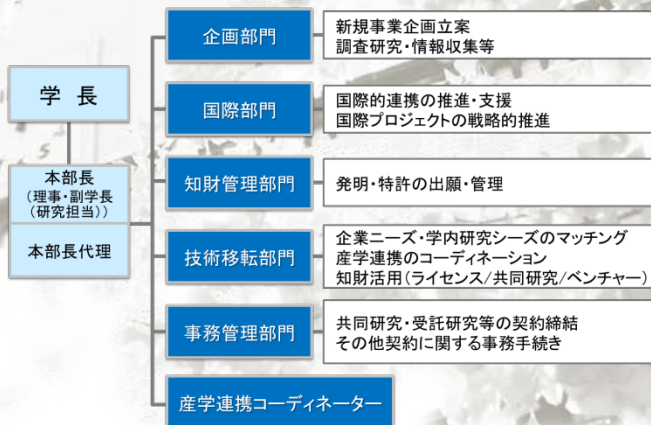 学 長
本部長
(理事・副学長
(研究担当))
本部長代理
企画部門
新規事業企画立案
調査研究・情報収集等
国際部門
国際的連携の推進・支援
国際プロジェクトの戦略的推進
知財管理部門
発明・特許の出願・管理
技術移転部門
企業ニーズ・学内研究シーズのマッチング
産学連携のコーディネーション
知財活用(ライセンス/共同研究/ベンチャー)
事務管理部門
共同研究・受託研究等の契約締結
その他契約に関する事務手続き
産学連携コーディネーター